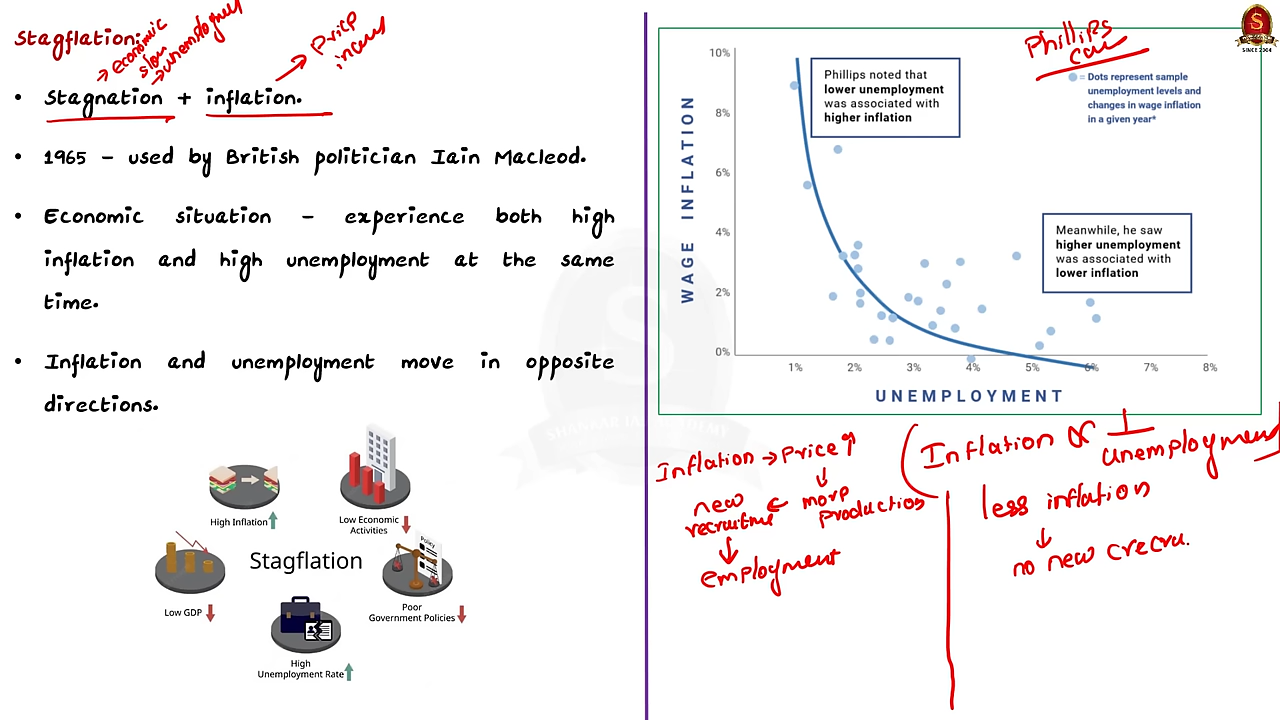 Stagflation:
→ economic
slow
→ unemployment
→ Price
• Stagnation + inflation.
• 1965 – used by British politician Iain Macleod.
• Economic situation – experience both high
inflation and high unemployment at the same
time.
• Inflation and unemployment move in opposite
directions.
High Inflation
Low Economic
Activities
Stagflation
Low GDP
Policy
Poor
Government Policies
High
Unemployment Rate
Phillips
S
SINCE 2004
10%
8%
6%
4%
2%
0%
WAGE INFLATION
Phillips noted that
lower unemployment
was associated with
higher inflation
= Dots represent sample
unemployment levels and
changes in wage inflation
in a given year*
Meanwhile, he saw
higher unemployment
was associated with
lower inflation
1% 2% 3% 4% 5% 6% 7% 8%
UNEMPLOYMENT
SHANKAR IAS ACADEMY
Inflation → Price ↑
↓
new ← more
production
↓
employment
Inflation ∝ 1
unemployment
less inflation
↓
no new